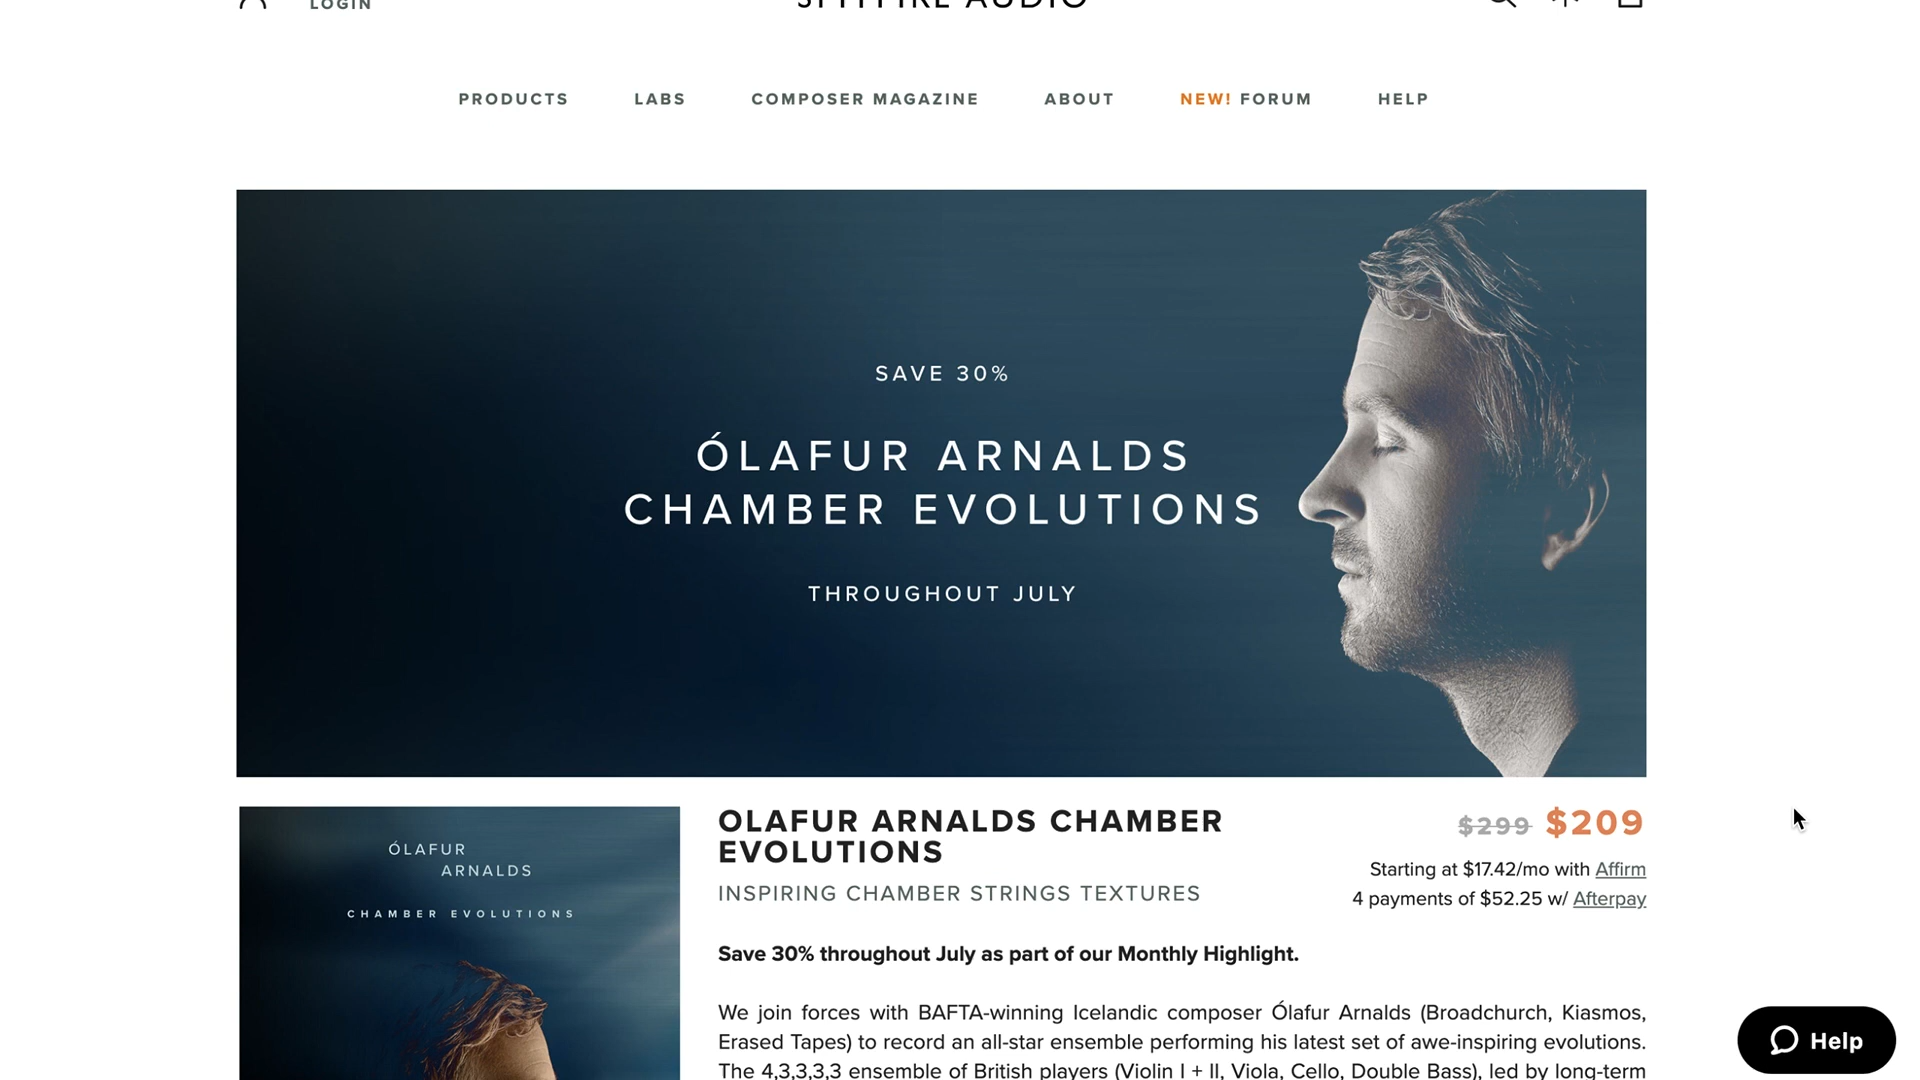 LOGIN
SPITFIRE AUDIO
PRODUCTS LABS COMPOSER MAGAZINE ABOUT NEW! FORUM HELP
SAVE 30%
ÓLAFUR ARNALDS
CHAMBER EVOLUTIONS
THROUGHOUT JULY
ÓLAFUR
ARNALDS
CHAMBER EVOLUTIONS
OLAFUR ARNALDS CHAMBER
EVOLUTIONS
$299 $209
INSPIRING CHAMBER STRINGS TEXTURES
Starting at $17.42/mo with Affirm
4 payments of $52.25 w/ Afterpay
Save 30% throughout July as part of our Monthly Highlight.
We join forces with BAFTA-winning Icelandic composer Ólafur Arnalds (Broadchurch, Kiasmos,
Erased Tapes) to record an all-star ensemble performing his latest set of awe-inspiring evolutions.
The 4,3,3,3,3 ensemble of British players (Violin I + II, Viola, Cello, Double Bass), led by long-term
Help